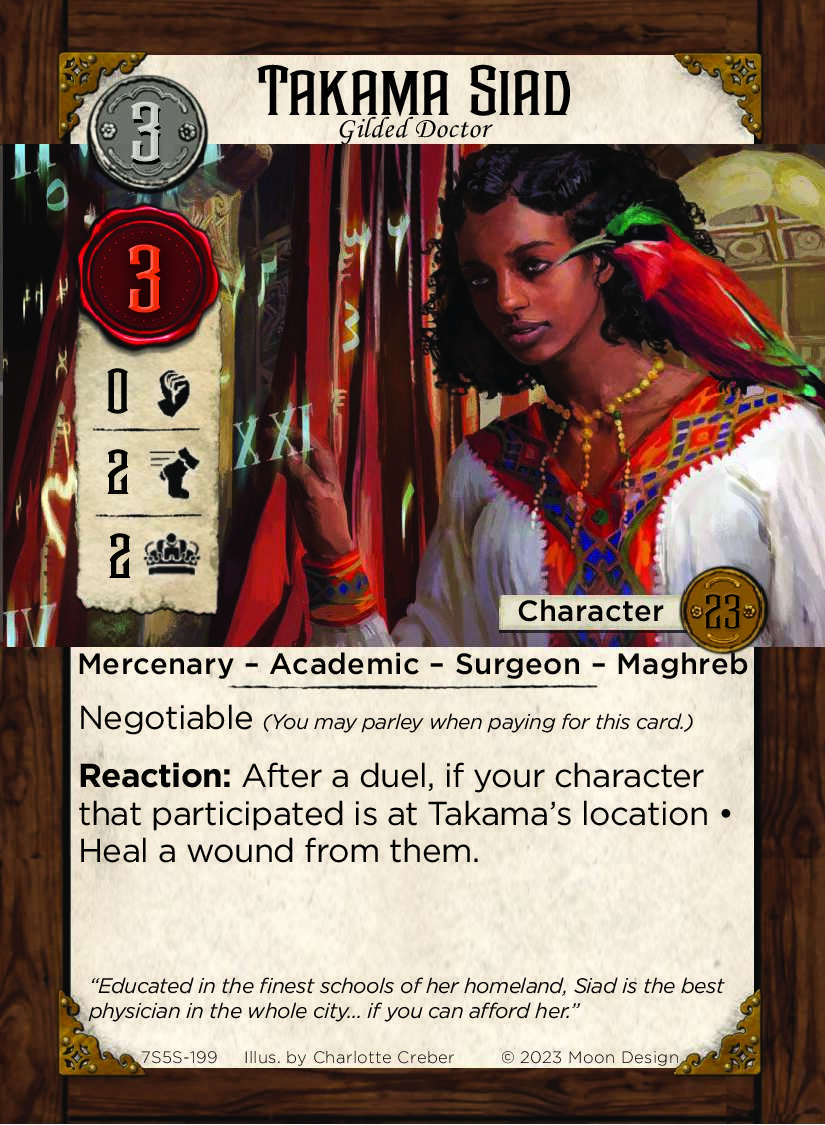 3
TAKAMA SIAD
Gilded Doctor
3
0
2
2
XXI
IV
Character
23
Mercenary – Academic – Surgeon – Maghreb
Negotiable (You may parley when paying for this card.)
Reaction: After a duel, if your character
that participated is at Takama’s location •
Heal a wound from them.
“Educated in the finest schools of her homeland, Siad is the best
physician in the whole city... if you can afford her.”
7S5S-199 Illus. by Charlotte Creber © 2023 Moon Design